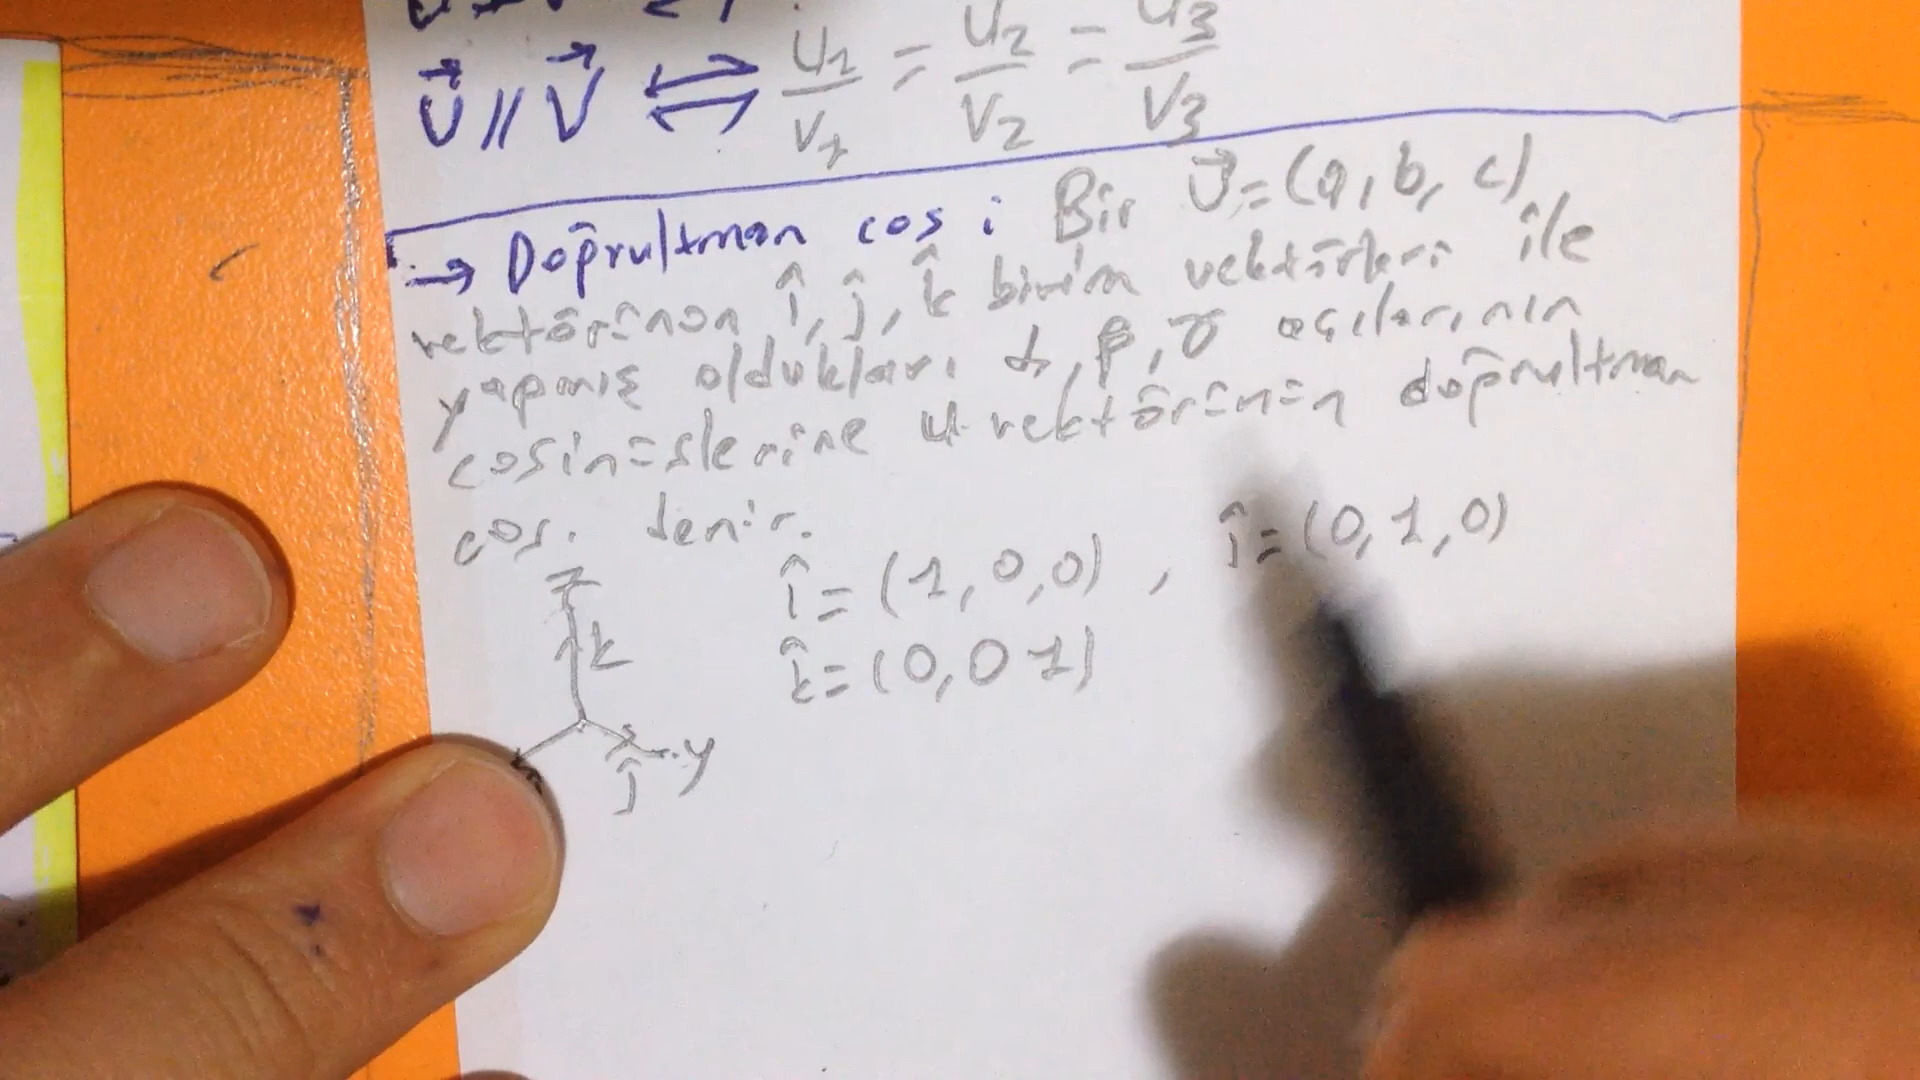 u⃗ // v⃗ ⟺ u1/v1 = u2/v2 = u3/v3
→ Doğrultman cos : Bir u⃗ = (a, b, c)
vektörünün î, ĵ, k̂ birim vektörleri ile
yapmış oldukları α, β, γ açılarının
cosinüslerine u vektörünün doğrultman
cos. denir.
î = (1, 0, 0) , ĵ = (0, 1, 0)
k̂ = (0, 0 1)
z
k
y
ĵ